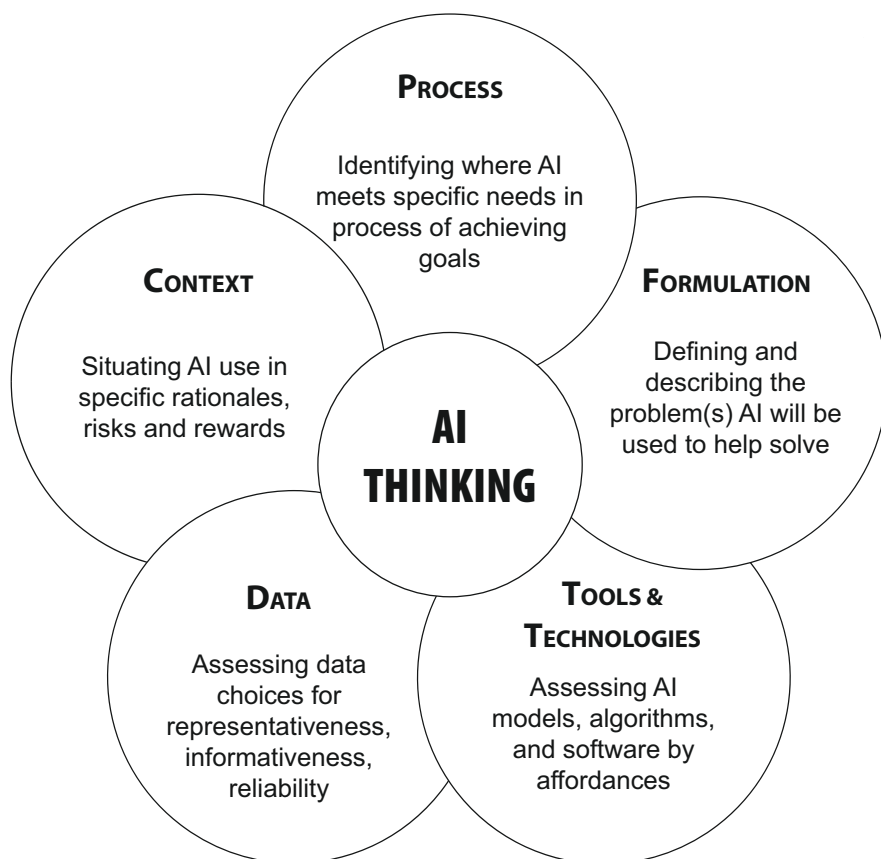 PROCESS
Identifying where AI
meets specific needs in
process of achieving
goals
CONTEXT
Situating AI use in
specific rationales,
risks and rewards
FORMULATION
Defining and
describing the
problem(s) AI will be
used to help solve
AI
THINKING
DATA
Assessing data
choices for
representativeness,
informativeness,
reliability
TOOLS &
TECHNOLOGIES
Assessing AI
models, algorithms,
and software by
affordances